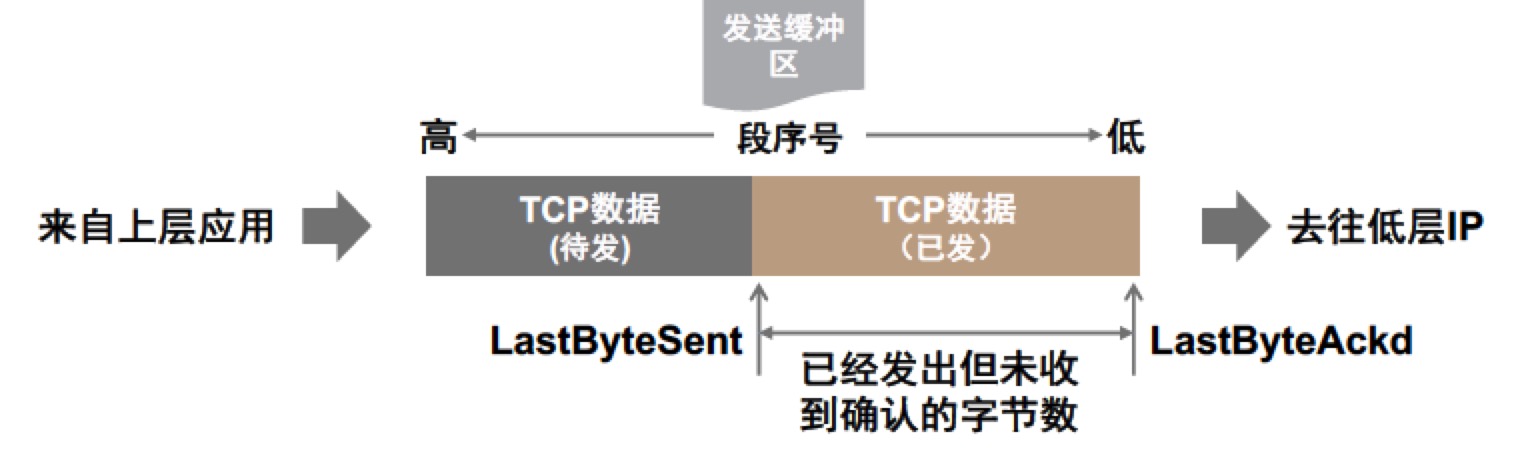 发送缓冲
区
高
段序号
低
来自上层应用
TCP数据
(待发)
TCP数据
（已发）
去往低层IP
LastByteSent
LastByteAckd
已经发出但未收
到确认的字节数